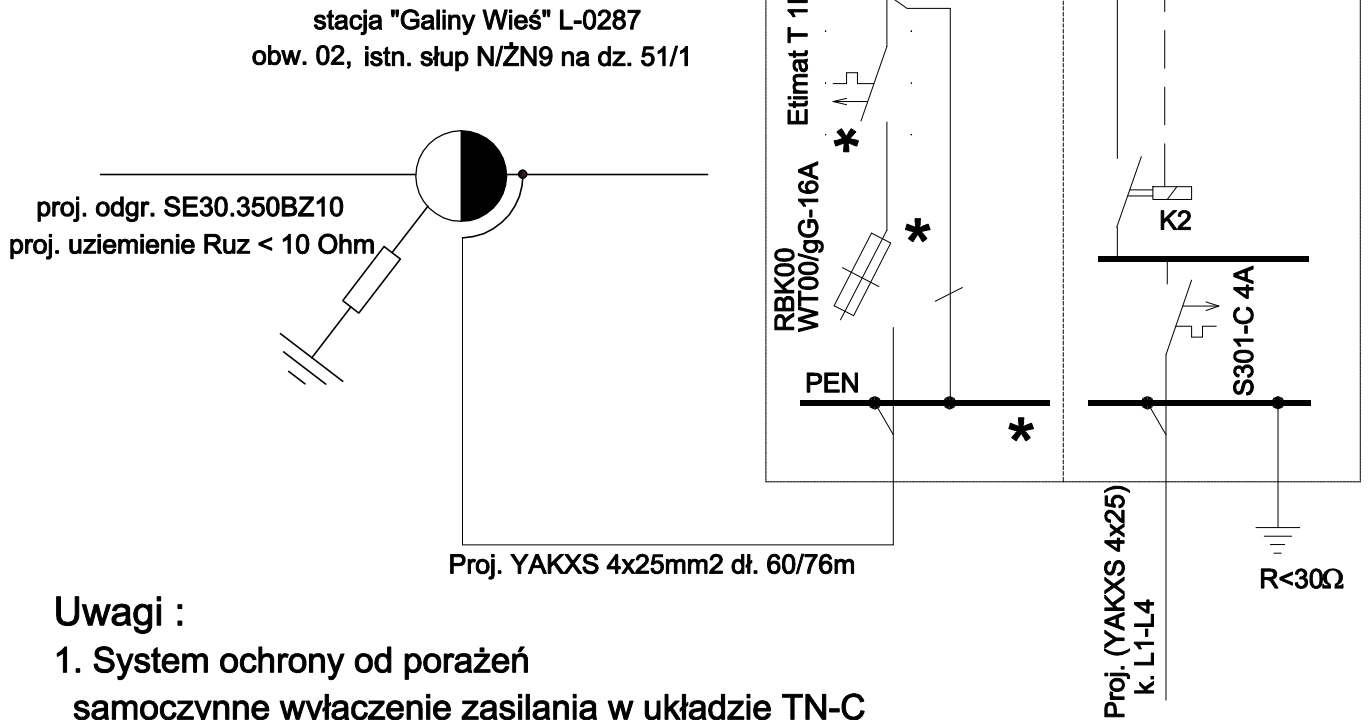 stacja "Galiny Wieś" L-0287
obw. 02, istn. słup N/ŻN9 na dz. 51/1
proj. odgr. SE30.350BZ10
proj. uziemienie Ruz < 10 Ohm
Etimat T
RBK00
WT00/gG-16A
PEN
K2
S301-C 4A
Proj. YAKXS 4x25mm2 dł. 60/76m
Proj. (YAKXS 4x25)
k. L1-L4
R<30Ω
Uwagi :
1. System ochrony od porażeń
samoczynne wyłączenie zasilania w układzie TN-C